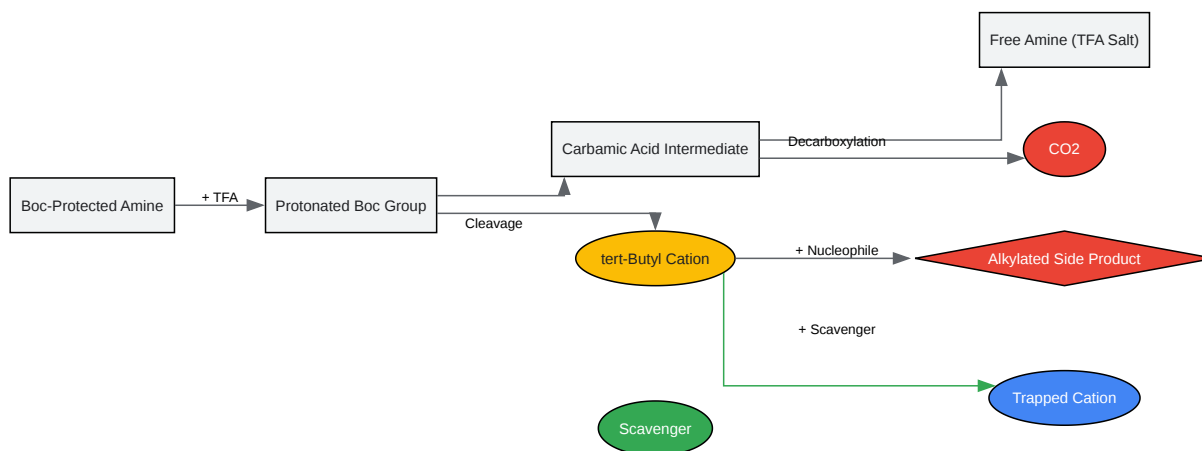 Free Amine (TFA Salt)
Decarboxylation
Carbamic Acid Intermediate
CO2
+ TFA
Boc-Protected Amine
Protonated Boc Group
Cleavage
+ Nucleophile
tert-Butyl Cation
Alkylated Side Product
+ Scavenger
Trapped Cation
Scavenger